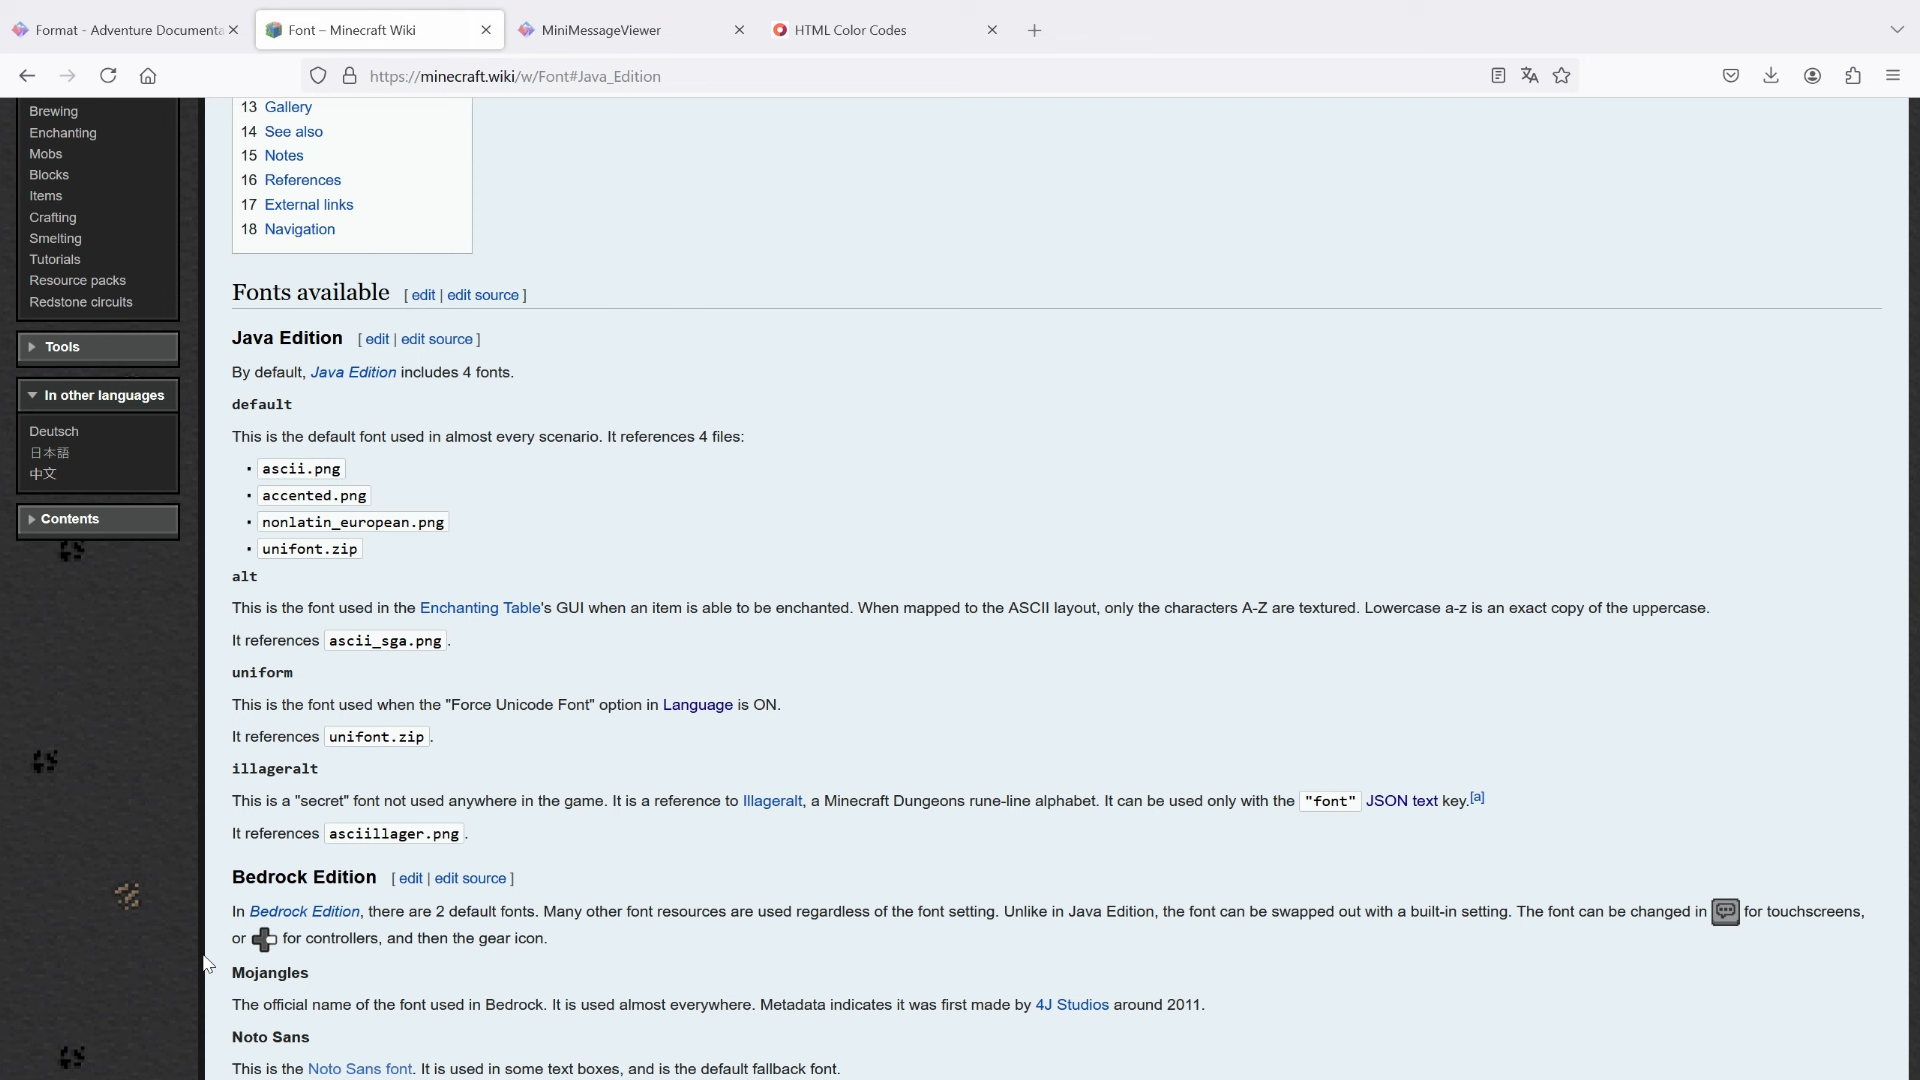 Format - Adventure Documenta
Font – Minecraft Wiki
MiniMessageViewer
HTML Color Codes
https://minecraft.wiki/w/Font#Java_Edition
Brewing
Enchanting
Mobs
Blocks
Items
Crafting
Smelting
Tutorials
Resource packs
Redstone circuits
Tools
In other languages
Deutsch
日本語
中文
Contents
13 Gallery
14 See also
15 Notes
16 References
17 External links
18 Navigation
Fonts available [ edit | edit source ]
Java Edition [ edit | edit source ]
By default, Java Edition includes 4 fonts.
default
This is the default font used in almost every scenario. It references 4 files:
• ascii.png
• accented.png
• nonlatin_european.png
• unifont.zip
alt
This is the font used in the Enchanting Table's GUI when an item is able to be enchanted. When mapped to the ASCII layout, only the characters A-Z are textured. Lowercase a-z is an exact copy of the uppercase.
It references ascii_sga.png.
uniform
This is the font used when the "Force Unicode Font" option in Language is ON.
It references unifont.zip.
illageralt
This is a "secret" font not used anywhere in the game. It is a reference to Illageralt, a Minecraft Dungeons rune-line alphabet. It can be used only with the "font" JSON text key.[a]
It references asciillager.png.
Bedrock Edition [ edit | edit source ]
In Bedrock Edition, there are 2 default fonts. Many other font resources are used regardless of the font setting. Unlike in Java Edition, the font can be swapped out with a built-in setting. The font can be changed in for touchscreens,
or for controllers, and then the gear icon.
Mojangles
The official name of the font used in Bedrock. It is used almost everywhere. Metadata indicates it was first made by 4J Studios around 2011.
Noto Sans
This is the Noto Sans font. It is used in some text boxes, and is the default fallback font.